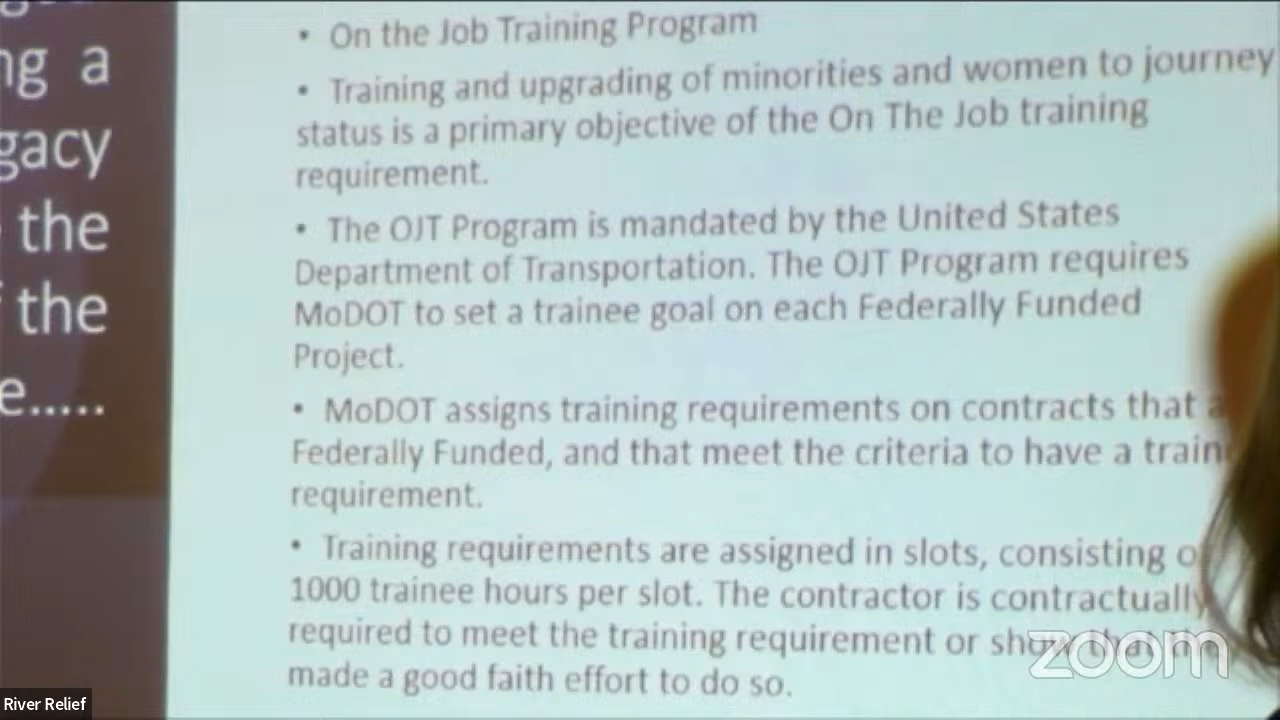 ng a
gacy
the
the
e.....
• On the Job Training Program
• Training and upgrading of minorities and women to journey
status is a primary objective of the On The Job training
requirement.
• The OJT Program is mandated by the United States
Department of Transportation. The OJT Program requires
MoDOT to set a trainee goal on each Federally Funded
Project.
• MoDOT assigns training requirements on contracts that
Federally Funded, and that meet the criteria to have a
requirement.
• Training requirements are assigned in slots, consisting
1000 trainee hours per slot. The contractor is contractually
required to meet the training requirement or show that
made a good faith effort to do so.
zoom
River Relief